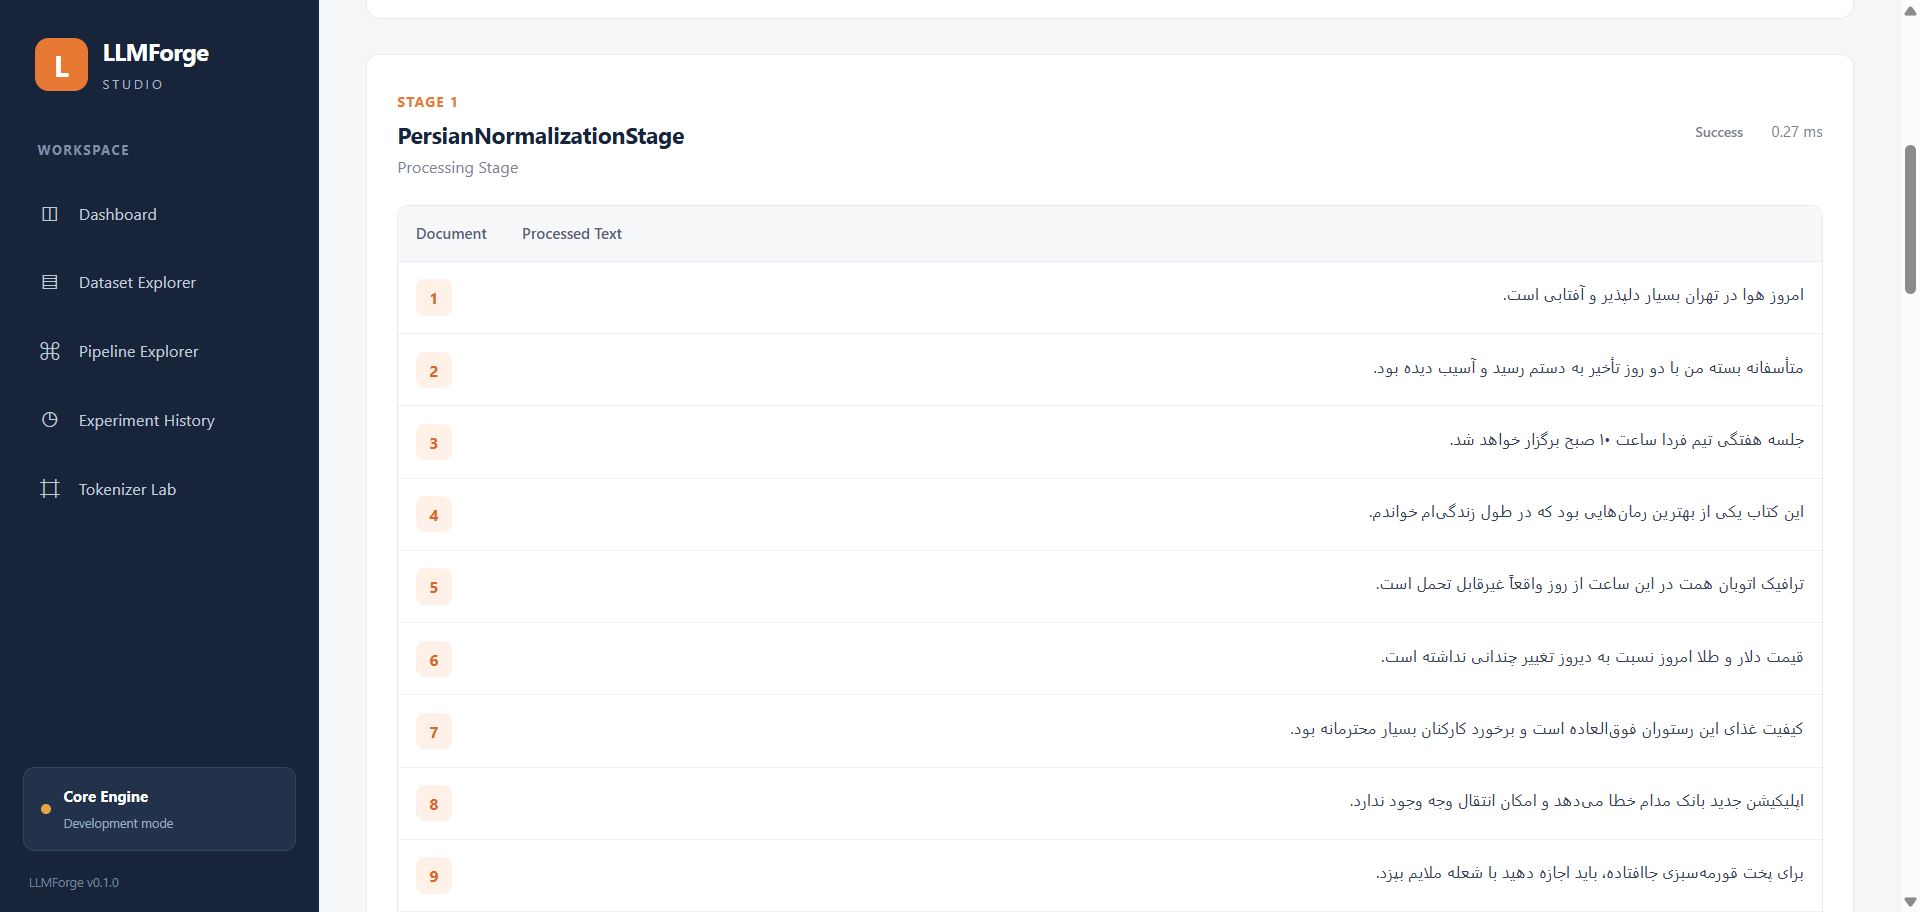 L
LLMForge
STUDIO
WORKSPACE
Dashboard
Dataset Explorer
Pipeline Explorer
Experiment History
Tokenizer Lab
Core Engine
Development mode
LLMForge v0.1.0
STAGE 1
PersianNormalizationStage
Processing Stage
Success 0.27 ms
Document Processed Text
1 امروز هوا در تهران بسیار دلپذیر و آفتابی است.
2 متأسفانه بسته من با دو روز تأخیر به دستم رسید و آسیب دیده بود.
3 جلسه هفتگی تیم فردا ساعت ۱۰ صبح برگزار خواهد شد.
4 این کتاب یکی از بهترین رمان‌هایی بود که در طول زندگی‌ام خواندم.
5 ترافیک اتوبان همت در این ساعت از روز واقعاً غیرقابل تحمل است.
6 قیمت دلار و طلا امروز نسبت به دیروز تغییر چندانی نداشته است.
7 کیفیت غذای این رستوران فوق‌العاده است و برخورد کارکنان بسیار محترمانه بود.
8 اپلیکیشن جدید بانک مدام خطا می‌دهد و امکان انتقال وجه وجود ندارد.
9 برای پخت قورمه‌سبزی جاافتاده، باید اجازه دهید با شعله ملایم بپزد.